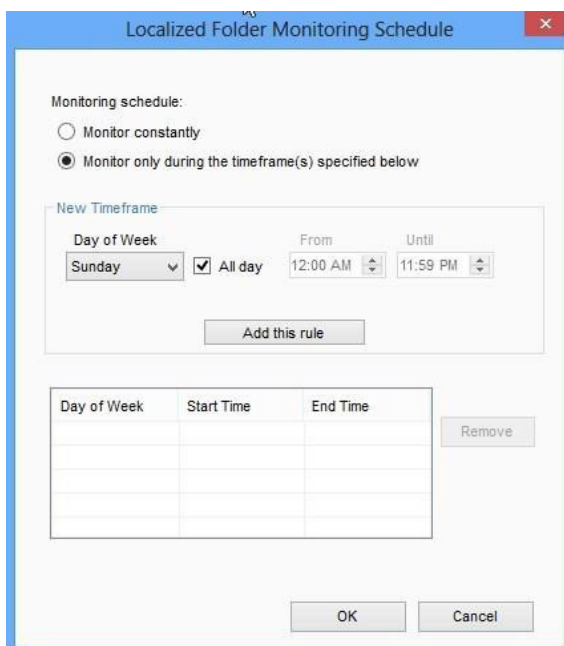 Localized Folder Monitoring Schedule
Monitoring schedule:
Monitor constantly
Monitor only during the timeframe(s) specified below
New Timeframe
Day of Week From Until
Sunday All day 12:00 AM 11:59 PM
Add this rule
Day of Week Start Time End Time
Remove
OK Cancel